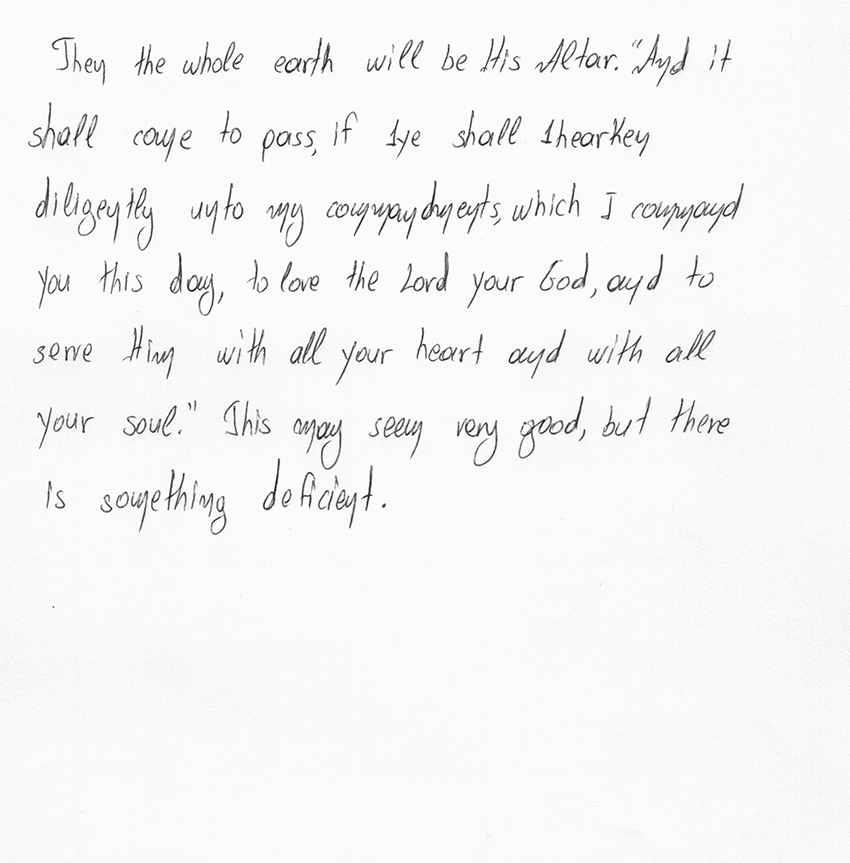 Then the whole earth will be His Altar. "And it
shall come to pass, if 1ye shall 1hearken
diligently unto my commandments, which I command
you this day, to love the Lord your God, and to
serve Him with all your heart and with all
your soul." This may seem very good, but there
is something deficient.